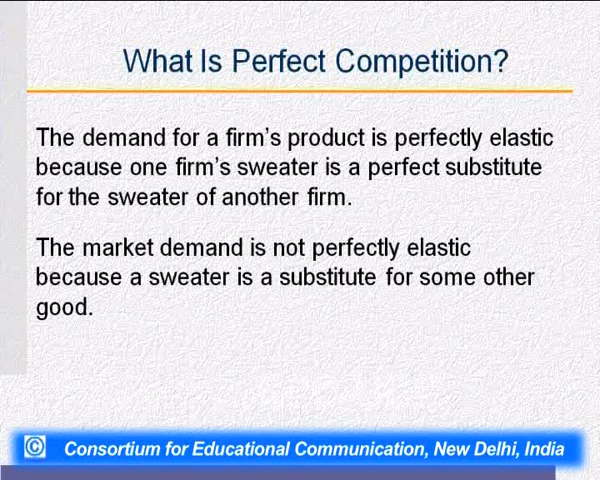 What Is Perfect Competition?
The demand for a firm's product is perfectly elastic
because one firm's sweater is a perfect substitute
for the sweater of another firm.
The market demand is not perfectly elastic
because a sweater is a substitute for some other
good.
© Consortium for Educational Communication, New Delhi, India